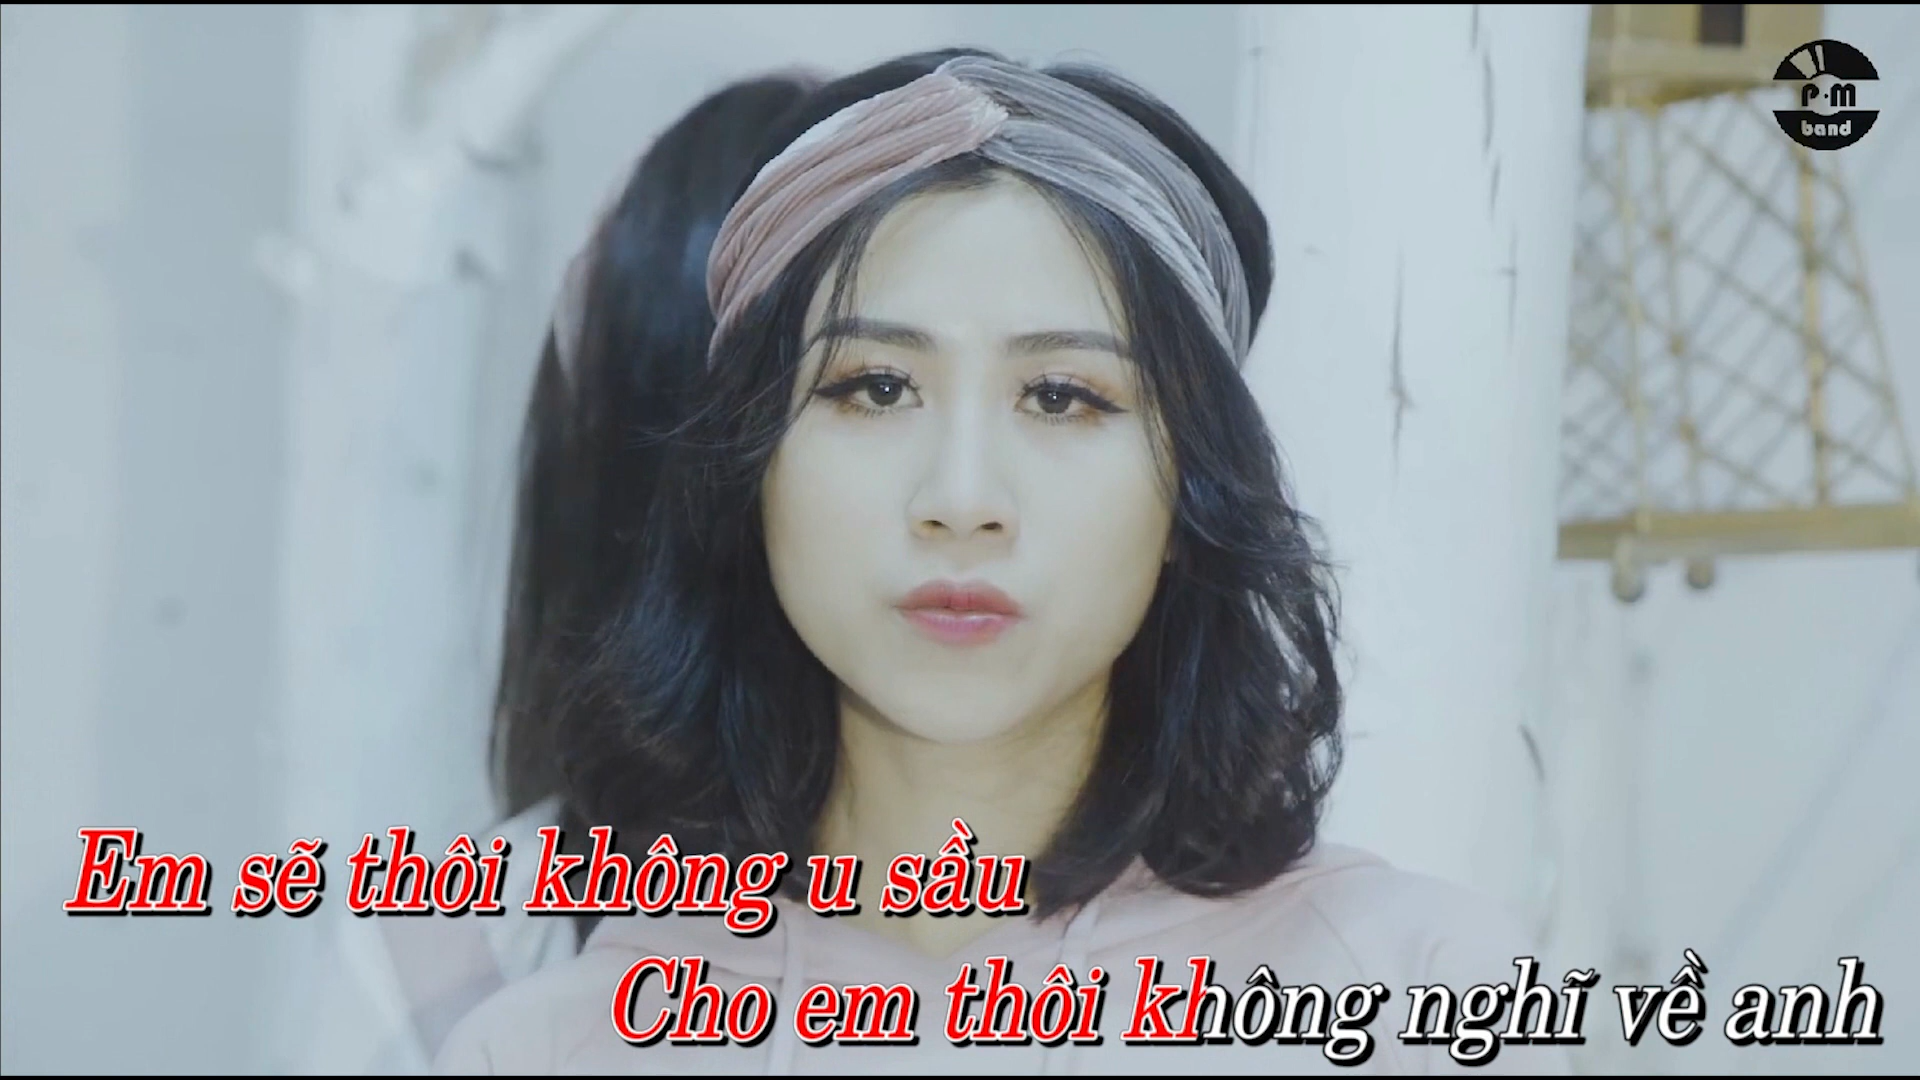 P·M
band
Em sẽ thôi không u sầu
Cho em thôi không nghĩ về anh